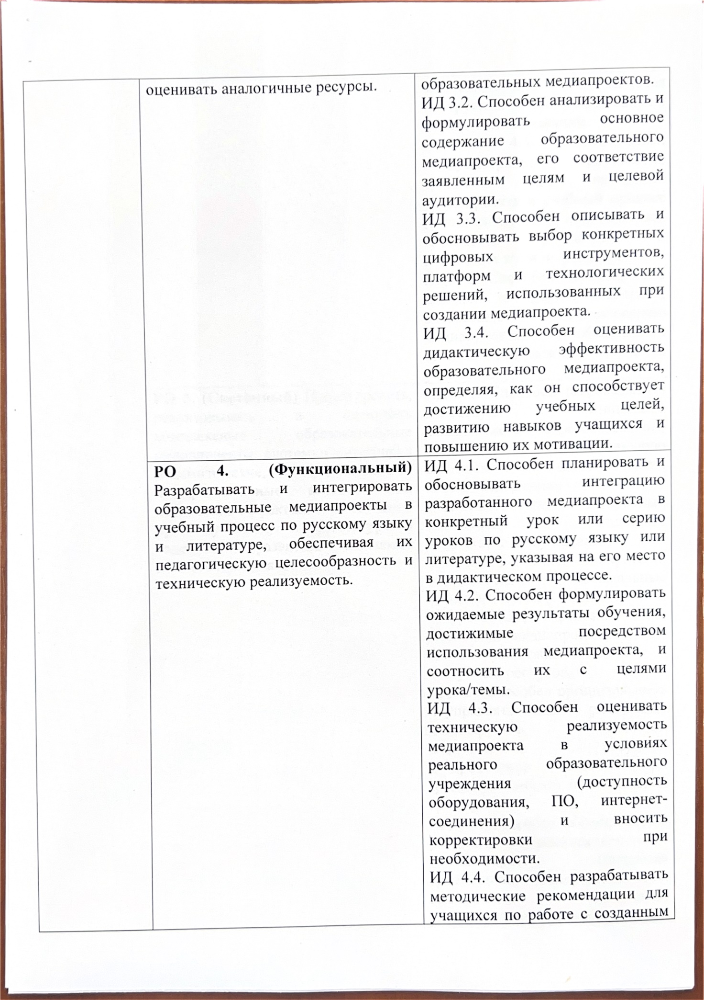 оценивать аналогичные ресурсы.
образовательных медиапроектов.
ИД 3.2. Способен анализировать и
формулировать основное
содержание образовательного
медиапроекта, его соответствие
заявленным целям и целевой
аудитории.
ИД 3.3. Способен описывать и
обосновывать выбор конкретных
цифровых инструментов,
платформ и технологических
решений, использованных при
создании медиапроекта.
ИД 3.4. Способен оценивать
дидактическую эффективность
образовательного медиапроекта,
определяя, как он способствует
достижению учебных целей,
развитию навыков учащихся и
повышению их мотивации.
РО 4. (Функциональный)
Разрабатывать и интегрировать
образовательные медиапроекты в
учебный процесс по русскому языку
и литературе, обеспечивая их
педагогическую целесообразность и
техническую реализуемость.
ИД 4.1. Способен планировать и
обосновывать интеграцию
разработанного медиапроекта в
конкретный урок или серию
уроков по русскому языку или
литературе, указывая на его место
в дидактическом процессе.
ИД 4.2. Способен формулировать
ожидаемые результаты обучения,
достижимые посредством
использования медиапроекта, и
соотносить их с целями
урока/темы.
ИД 4.3. Способен оценивать
техническую реализуемость
медиапроекта в условиях
реального образовательного
учреждения (доступность
оборудования, ПО, интернет-
соединения) и вносить
корректировки при
необходимости.
ИД 4.4. Способен разрабатывать
методические рекомендации для
учащихся по работе с созданным